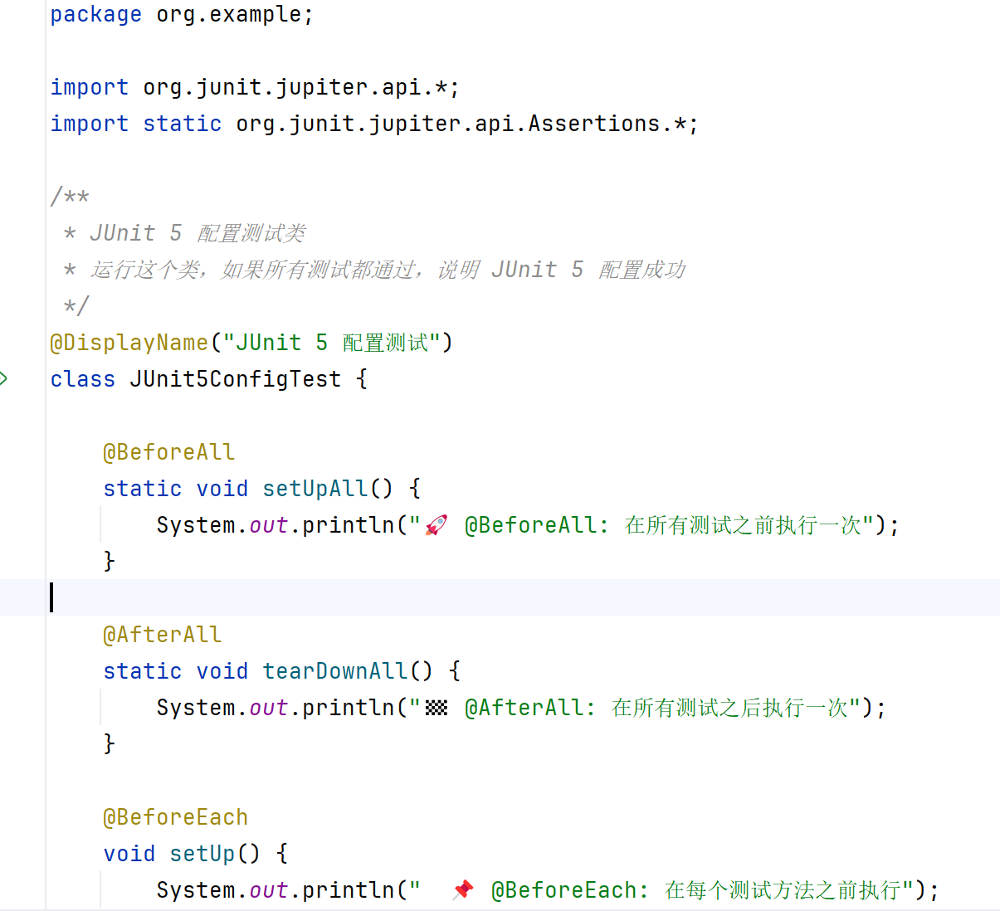 package org.example;
import org.junit.jupiter.api.*;
import static org.junit.jupiter.api.Assertions.*;
/**
 * JUnit 5 配置测试类
 * 运行这个类，如果所有测试都通过，说明 JUnit 5 配置成功
 */
@DisplayName("JUnit 5 配置测试")
class JUnit5ConfigTest {
    @BeforeAll
    static void setUpAll() {
        System.out.println("🚀 @BeforeAll: 在所有测试之前执行一次");
    }
    @AfterAll
    static void tearDownAll() {
        System.out.println("🏁 @AfterAll: 在所有测试之后执行一次");
    }
    @BeforeEach
    void setUp() {
        System.out.println("  📌 @BeforeEach: 在每个测试方法之前执行");